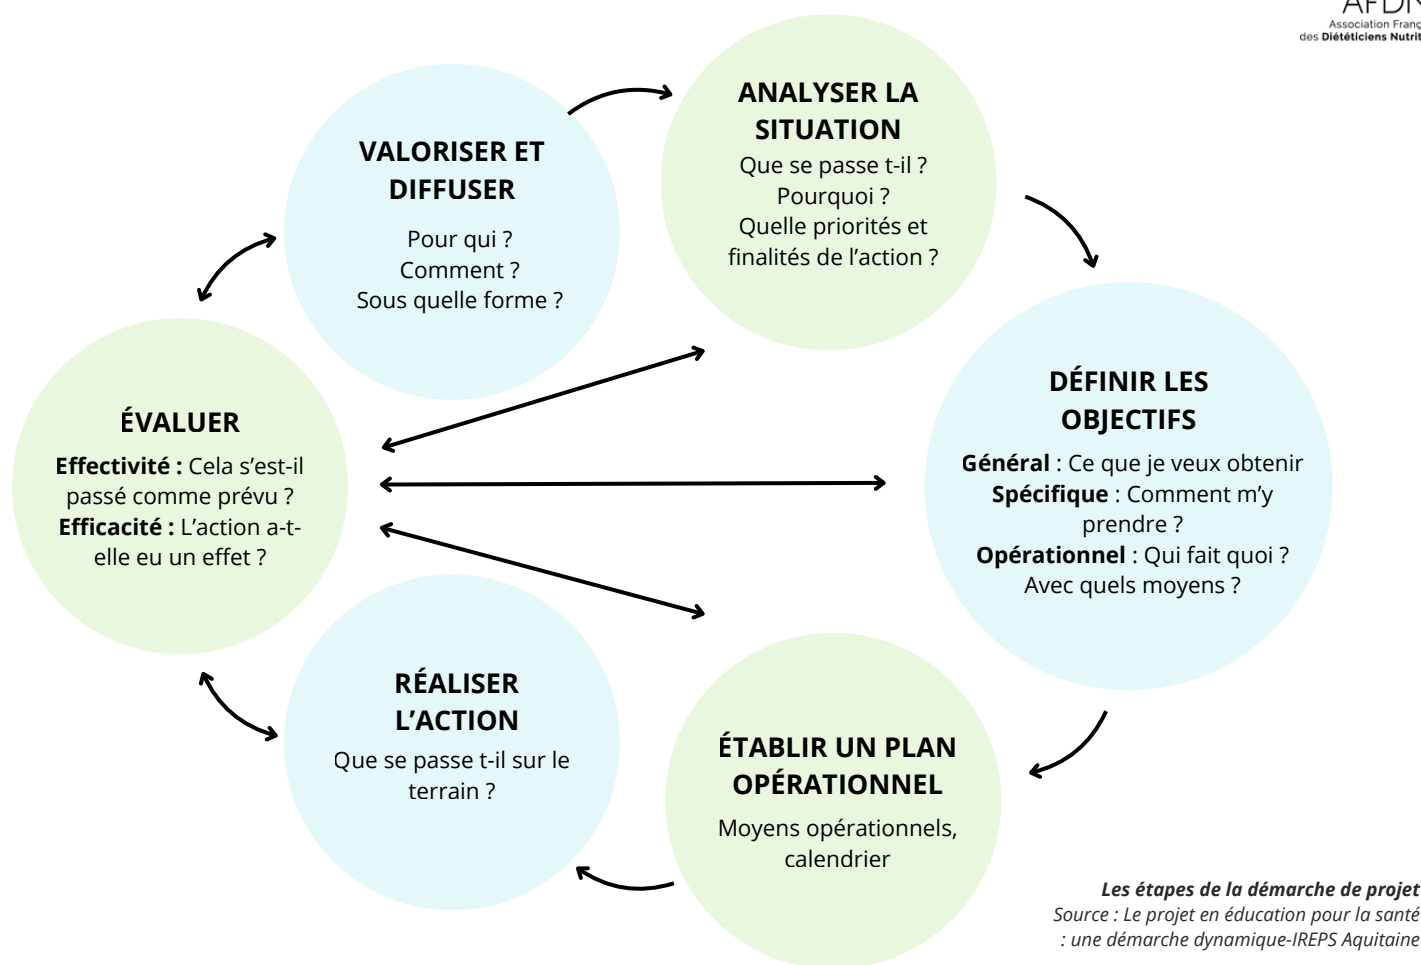 AFDN
Association Franç
des Diététiciens Nutrit
ANALYSER LA
SITUATION
Que se passe t-il ?
Pourquoi ?
Quelle priorités et
finalités de l’action ?
DÉFINIR LES
OBJECTIFS
Général : Ce que je veux obtenir
Spécifique : Comment m’y
prendre ?
Opérationnel : Qui fait quoi ?
Avec quels moyens ?
ÉTABLIR UN PLAN
OPÉRATIONNEL
Moyens opérationnels,
calendrier
RÉALISER
L’ACTION
Que se passe t-il sur le
terrain ?
ÉVALUER
Effectivité : Cela s’est-il
passé comme prévu ?
Efficacité : L’action a-t-
elle eu un effet ?
VALORISER ET
DIFFUSER
Pour qui ?
Comment ?
Sous quelle forme ?
Les étapes de la démarche de projet
Source : Le projet en éducation pour la santé
: une démarche dynamique-IREPS Aquitaine